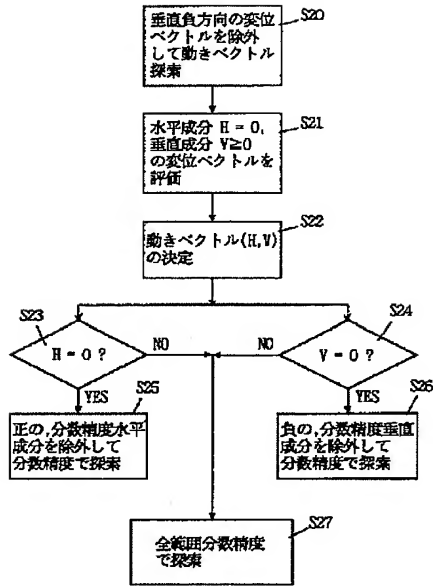 S20
垂直負方向の変位
ベクトルを除外
して動きベクトル
探索
S21
水平成分 H = 0,
垂直成分 V≧0
の変位ベクトルを
評価
S22
動きベクトル(H,V)
の決定
S23
H = 0 ?
NO
YES
S24
V = 0 ?
NO
YES
S25
正の,分数精度水平
成分を除外して
分数精度で探索
S26
負の,分数精度垂直
成分を除外して
分数精度で探索
S27
全範囲分数精度
で探索